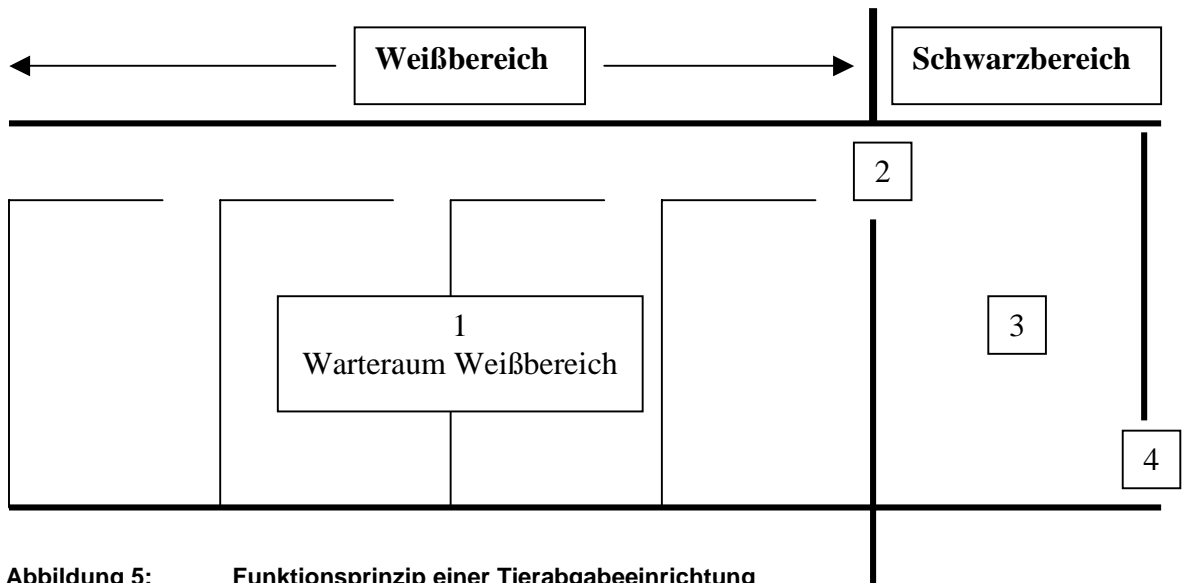 Weißbereich
Schwarzbereich
2
1
Warteraum Weißbereich
3
4
Abbildung 5: Funktionsprinzip einer Tierabgabeeinrichtung